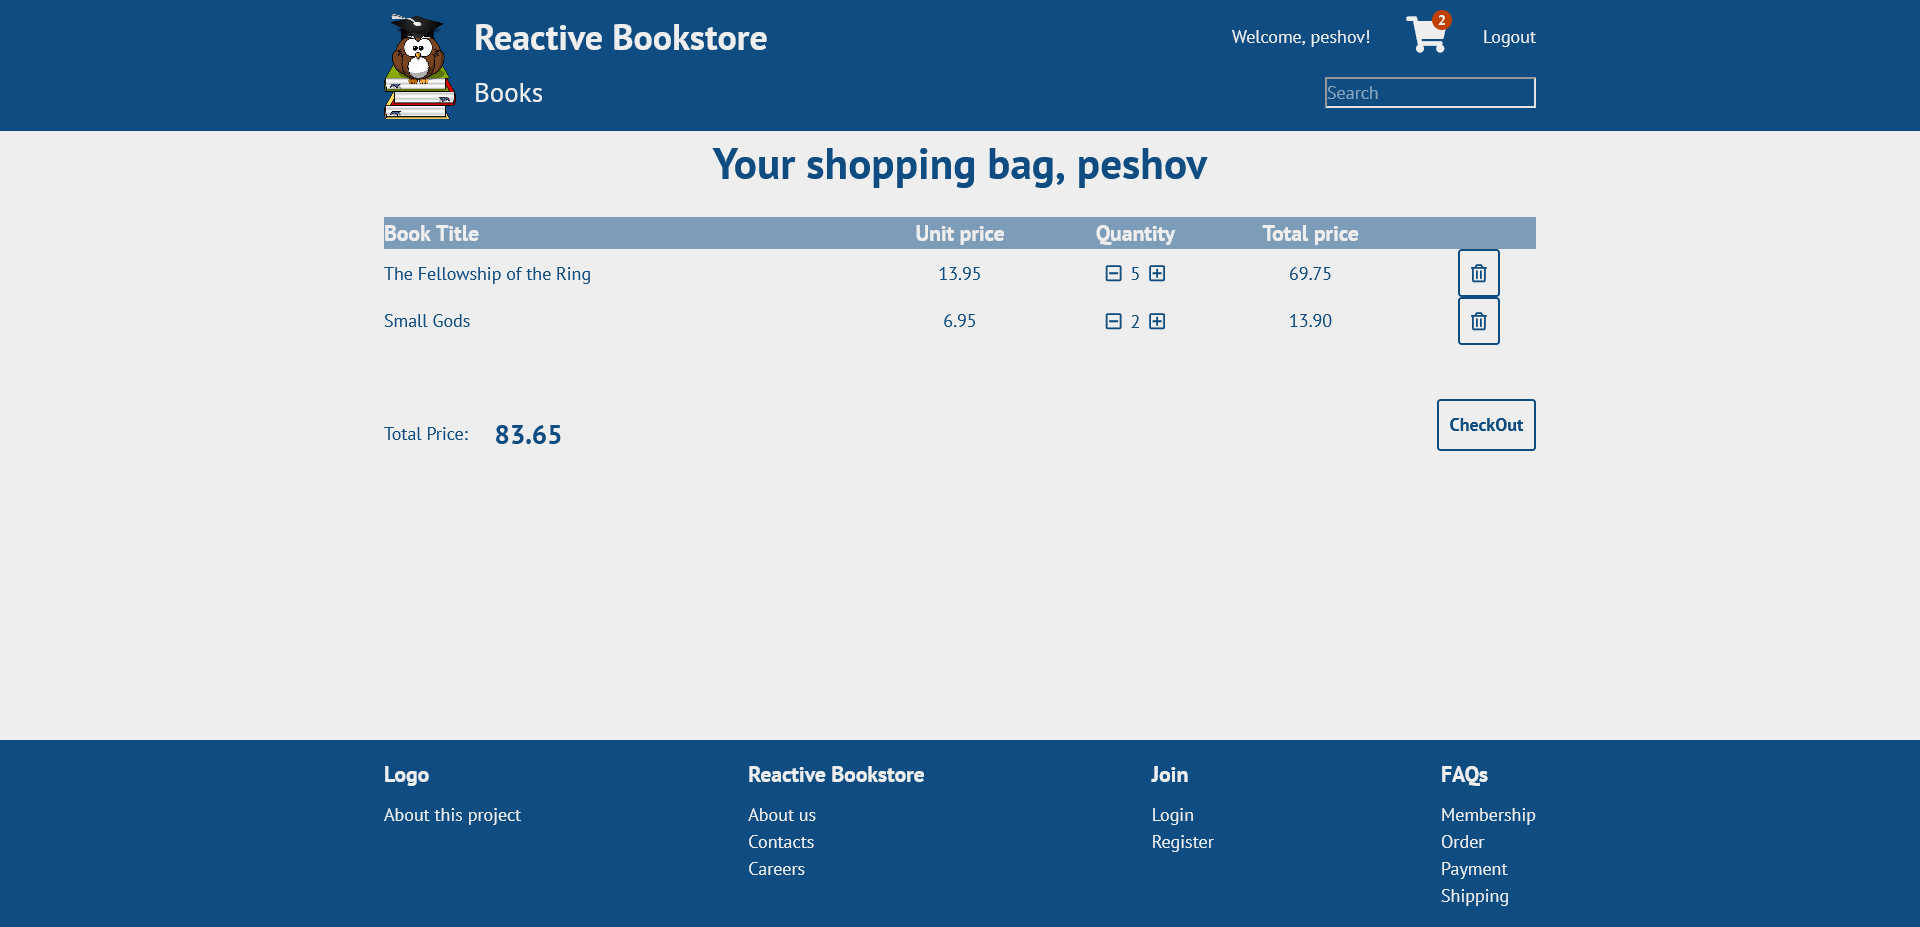 Reactive Bookstore
Welcome, peshov!
2
Logout
Books
Search
Your shopping bag, peshov
Book Title Unit price Quantity Total price
The Fellowship of the Ring 13.95 5 69.75
Small Gods 6.95 2 13.90
Total Price: 83.65
CheckOut
Logo
About this project
Reactive Bookstore
About us
Contacts
Careers
Join
Login
Register
FAQs
Membership
Order
Payment
Shipping